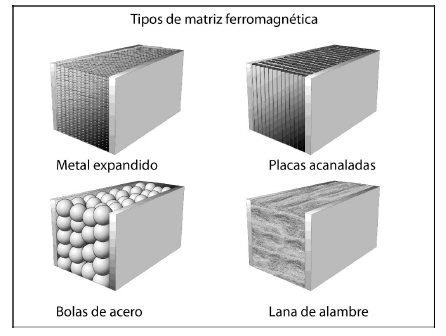 Tipos de matriz ferromagnética
Metal expandido
Placas acanaladas
Bolas de acero
Lana de alambre